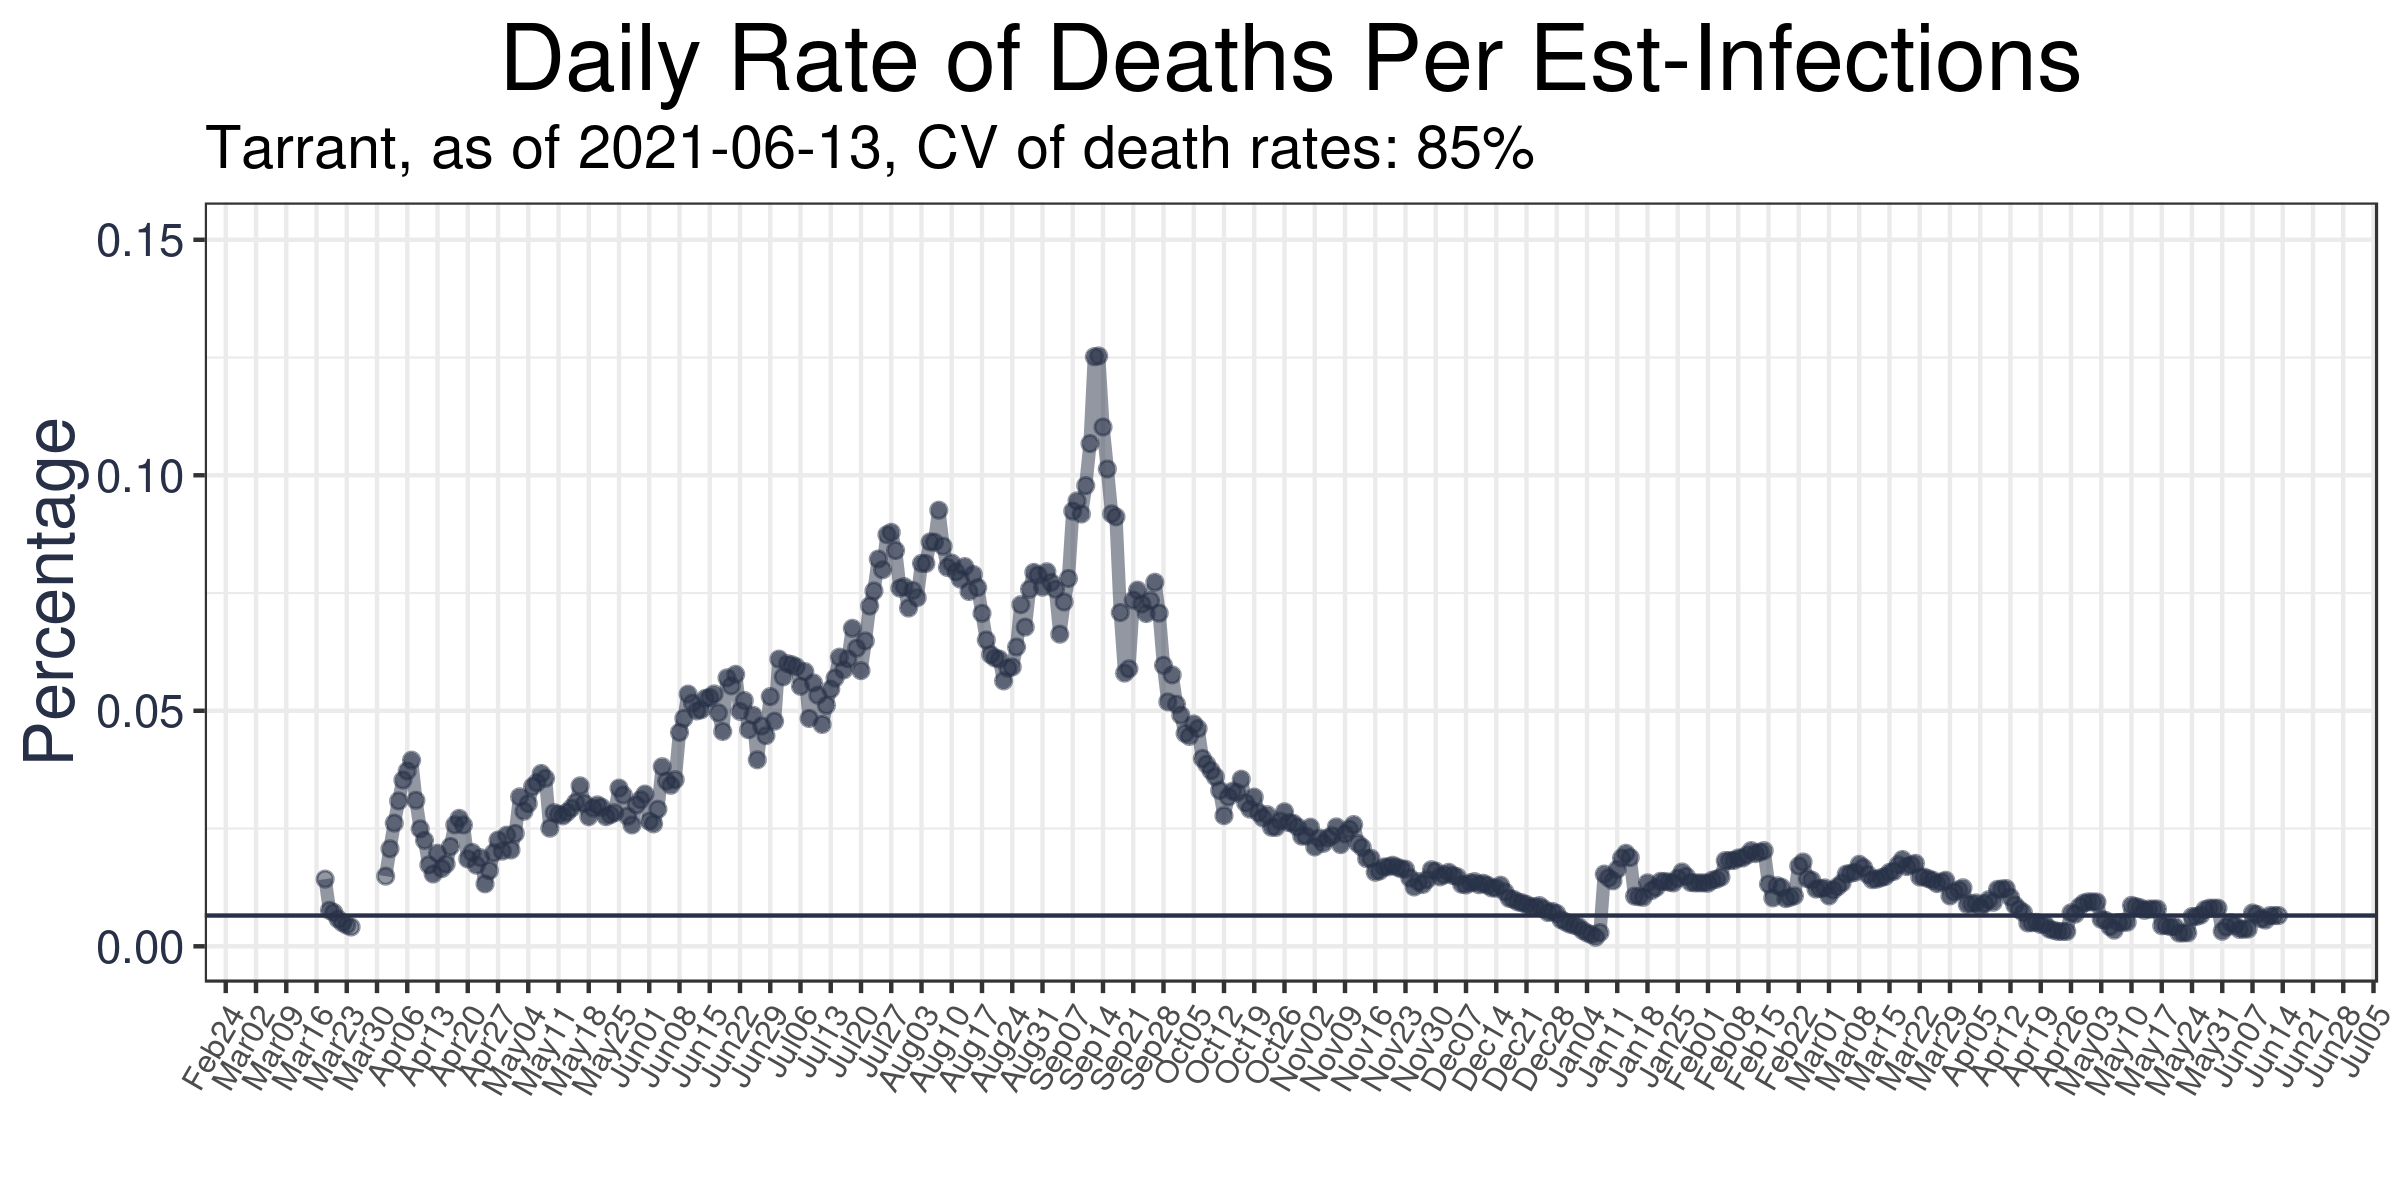 Daily Rate of Deaths Per Est-Infections
Tarrant, as of 2021-06-13, CV of death rates: 85%
Percentage
0.15
0.10
0.05
0.00
Feb24
Mar02
Mar09
Mar16
Mar23
Mar30
Apr06
Apr13
Apr20
Apr27
May04
May11
May18
May25
Jun01
Jun08
Jun15
Jun22
Jun29
Jul06
Jul13
Jul20
Jul27
Aug03
Aug10
Aug17
Aug24
Aug31
Sep07
Sep14
Sep21
Sep28
Oct05
Oct12
Oct19
Oct26
Nov02
Nov09
Nov16
Nov23
Nov30
Dec07
Dec14
Dec21
Dec28
Jan04
Jan11
Jan18
Jan25
Feb01
Feb08
Feb15
Feb22
Mar01
Mar08
Mar15
Mar22
Mar29
Apr05
Apr12
Apr19
Apr26
May03
May10
May17
May24
May31
Jun07
Jun14
Jun21
Jun28
Jul05